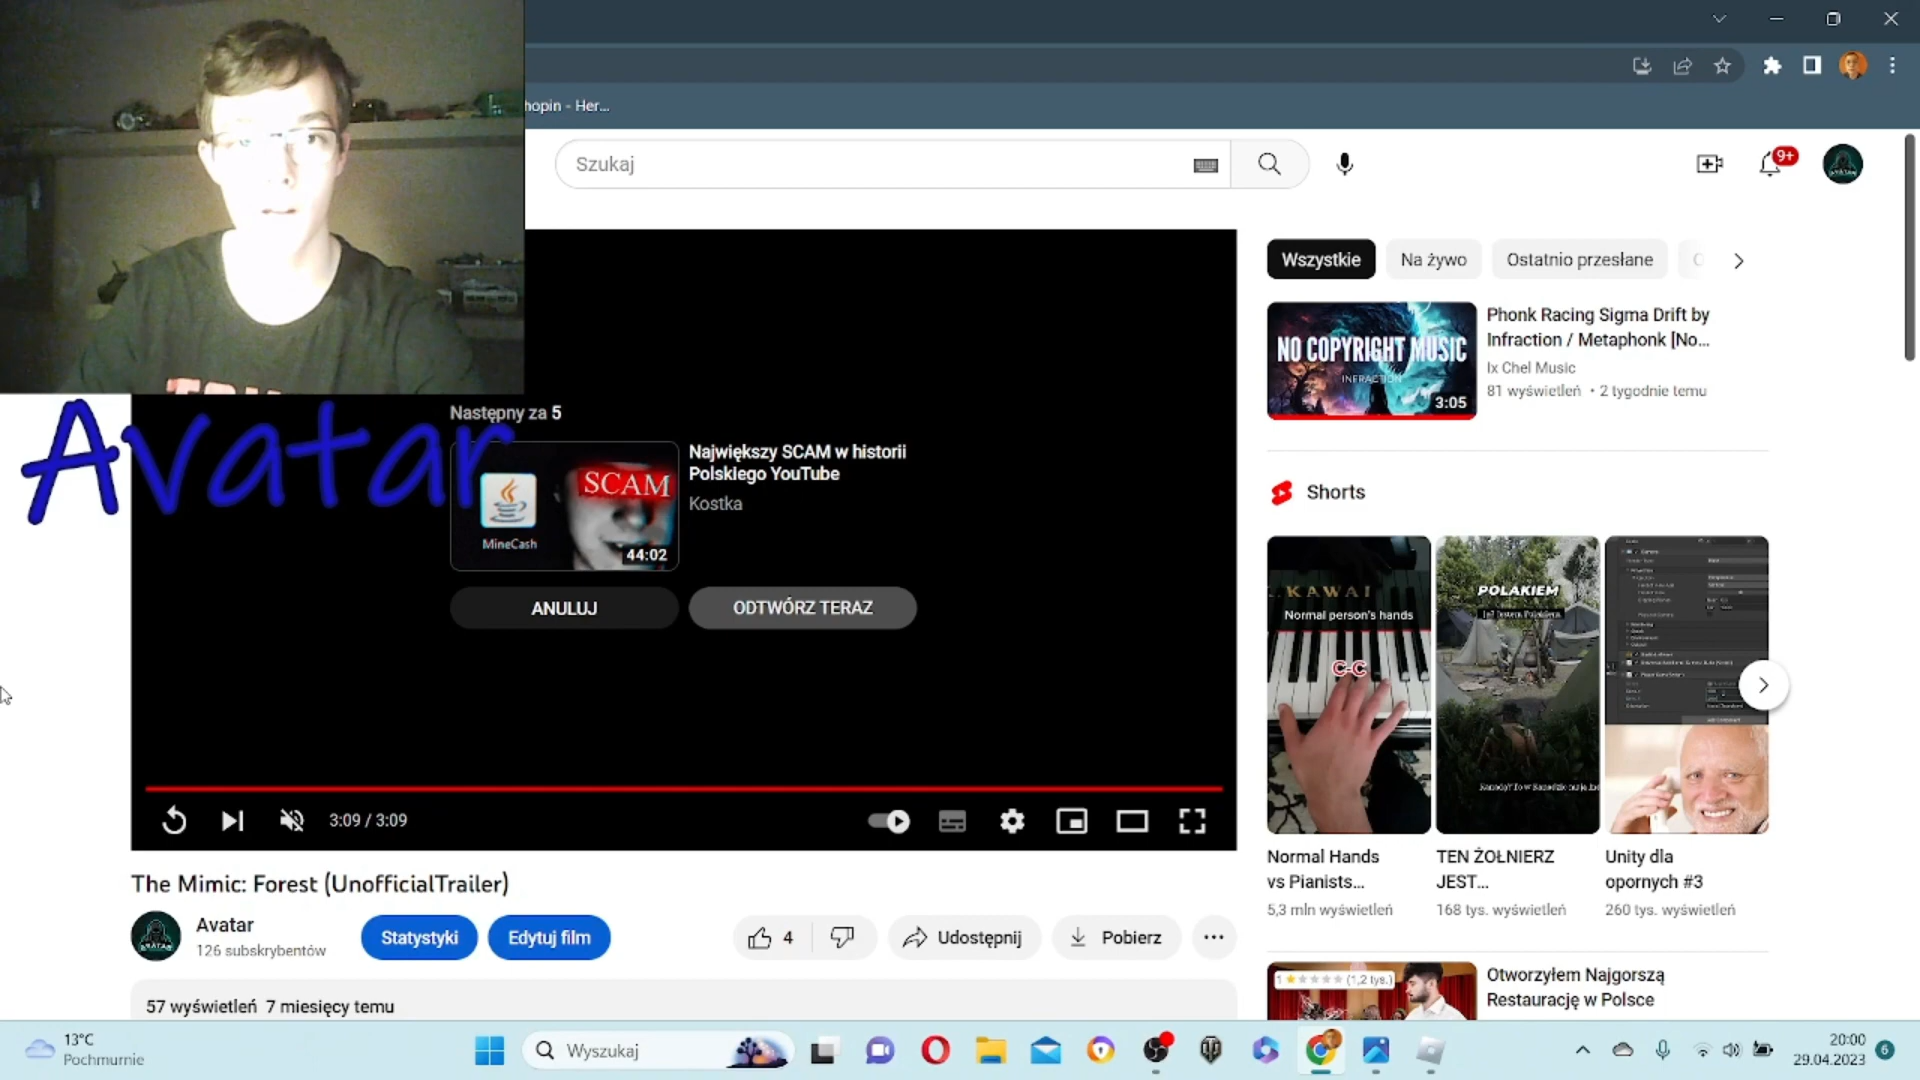 hopin - Her...
Szukaj
9+
Avatar
Następny za 5
SCAM
MineCash
44:02
Największy SCAM w historii
Polskiego YouTube
Kostka
ANULUJ
ODTWÓRZ TERAZ
3:09 / 3:09
The Mimic: Forest (UnofficialTrailer)
Avatar
126 subskrybentów
Statystyki
Edytuj film
4
Udostępnij
Pobierz
57 wyświetleń 7 miesięcy temu
Wszystkie
Na żywo
Ostatnio przesłane
NO COPYRIGHT MUSIC
INFRACTION
3:05
Phonk Racing Sigma Drift by
Infraction / Metaphonk [No...
Ix Chel Music
81 wyświetleń • 2 tygodnie temu
Shorts
KAWAI
Normal person's hands
C-C
POLAKIEM
Normal Hands
vs Pianists...
5,3 mln wyświetleń
TEN ŻOŁNIERZ
JEST...
168 tys. wyświetleń
Unity dla
opornych #3
260 tys. wyświetleń
1
(1,2 tys.)
Otworzyłem Najgorszą
Restaurację w Polsce
13°C
Pochmurnie
Wyszukaj
20:00
29.04.2023
6